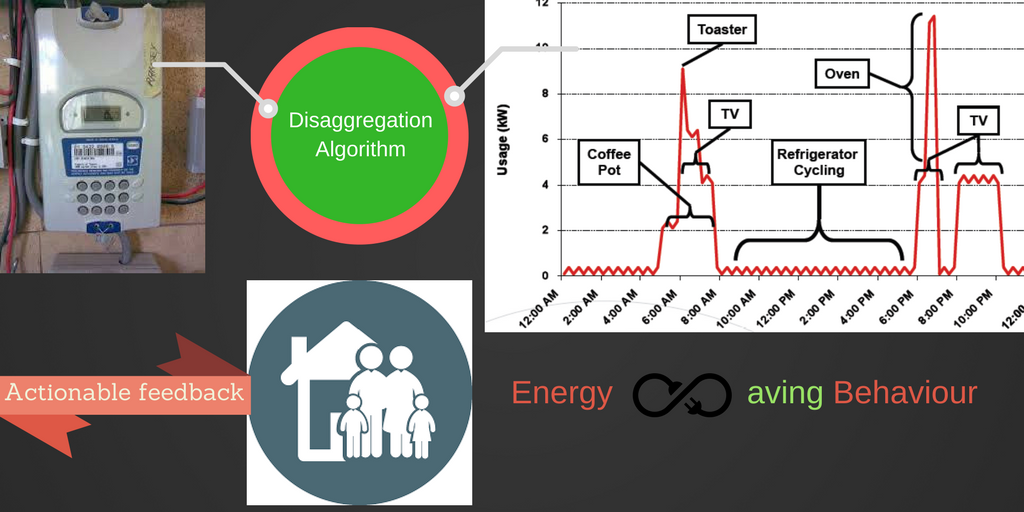 Disaggregation
Algorithm
12
10
8
6
4
2
0
Usage (kW)
Toaster
TV
Coffee
Pot
Refrigerator
Cycling
Oven
TV
12:00 AM
2:00 AM
4:00 AM
6:00 AM
8:00 AM
10:00 AM
12:00 PM
2:00 PM
4:00 PM
6:00 PM
8:00 PM
10:00 PM
12:00
Actionable feedback
Energy aving Behaviour